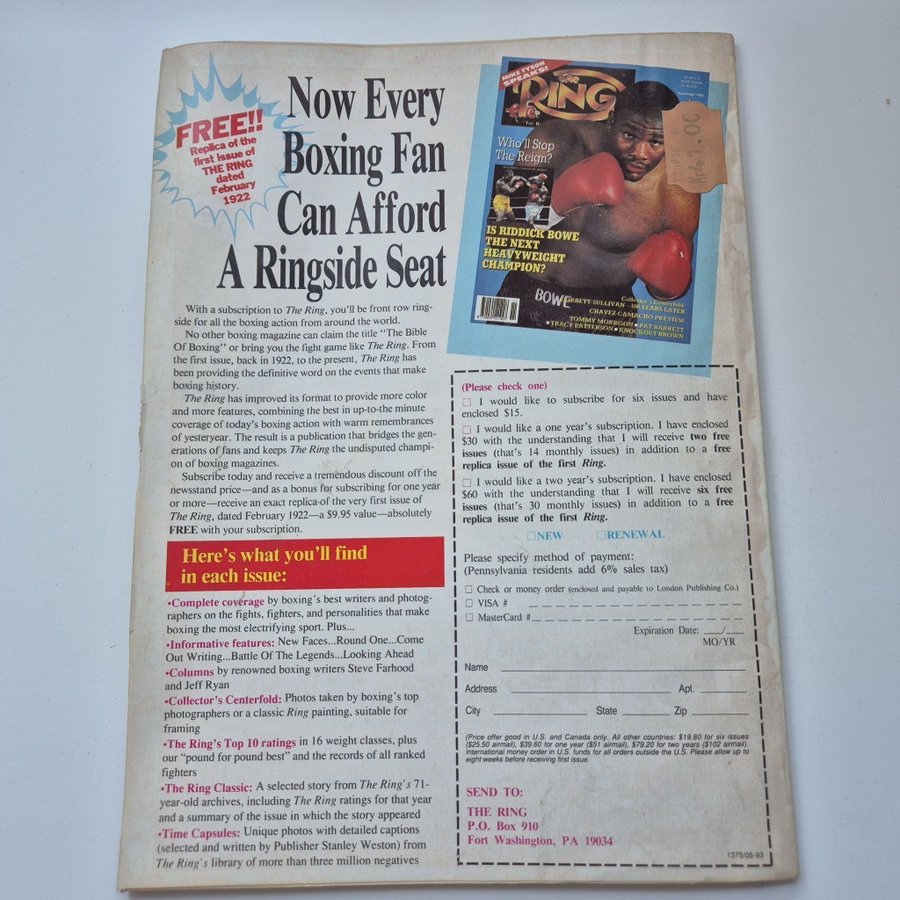 FREE!!
Replica of the
first Issue of
THE RING
dated
February
1922
Now Every
Boxing Fan
Can Afford
A Ringside Seat
With a subscription to The Ring, you'll be front row ring-
side for all the boxing action from around the world.
No other boxing magazine can claim the title "The Bible
Of Boxing" or bring you the fight game like The Ring. From
the first issue, back in 1922, to the present, The Ring has
been providing the definitive word on the events that make
boxing history.
The Ring has improved its format to provide more color
and more features, combining the best in up-to-the minute
coverage of today's boxing action with warm remembrances
of yesteryear. The result is a publication that bridges the gen-
erations of fans and keeps The Ring the undisputed champi-
on of boxing magazines.
Subscribe today and receive a tremendous discount off the
newsstand price—and as a bonus for subscribing for one year
or more—receive an exact replica of the very first issue of
The Ring, dated February 1922—a $9.95 value—absolutely
FREE with your subscription.
Here's what you'll find
in each issue:
•Complete coverage by boxing's best writers and photog-
raphers on the fights, fighters, and personalities that make
boxing the most electrifying sport. Plus...
•Informative features: New Faces...Round One...Come
Out Writing...Battle Of The Legends...Looking Ahead
•Columns by renowned boxing writers Steve Farhood
and Jeff Ryan
•Collector's Centerfold: Photos taken by boxing's top
photographers or a classic Ring painting, suitable for
framing
•The Ring's Top 10 ratings in 16 weight classes, plus
our "pound for pound best" and the records of all ranked
fighters
•The Ring Classic: A selected story from The Ring's 71-
year-old archives, including The Ring ratings for that year
and a summary of the issue in which the story appeared
•Time Capsules: Unique photos with detailed captions
(selected and written by Publisher Stanley Weston) from
The Ring's library of more than three million negatives
MIKE TYSON
SPEAKS!
The
RING
Who'll Stop
The Reign?
IS RIDDICK BOWE
THE NEXT
HEAVYWEIGHT
CHAMPION?
BOWE
Collector's Centerfold:
CORBETT-SULLIVAN—100 YEARS LATER
CHAVEZ-CAMACHO PREVIEW
TOMMY MORRISON • PAT BARRETT
•TRACY PATTERSON • KNOCKOUT BROWN
(Please check one)
I would like to subscribe for six issues and have
enclosed $15.
I would like a one year's subscription. I have enclosed
$30 with the understanding that I will receive two free
issues (that's 14 monthly issues) in addition to a free
replica issue of the first Ring.
I would like a two year's subscription. I have enclosed
$60 with the understanding that I will receive six free
issues (that's 30 monthly issues) in addition to a free
replica issue of the first Ring.
NEW RENEWAL
Please specify method of payment:
(Pennsylvania residents add 6% sales tax)
Check or money order (enclosed and payable to London Publishing Co.)
VISA #
MasterCard #
Expiration Date: __/__
MO/YR
Name
Address Apt.
City State Zip
(Price offer good in U.S. and Canada only. All other countries: $19.80 for six issues
($25.50 airmail), $39.60 for one year ($51 airmail), $79.20 for two years ($102 airmail).
International money order in U.S. funds for all orders outside the U.S. Please allow up to
eight weeks before receiving first issue.
SEND TO:
THE RING
P.O. Box 910
Fort Washington, PA 19034
1375/05-93